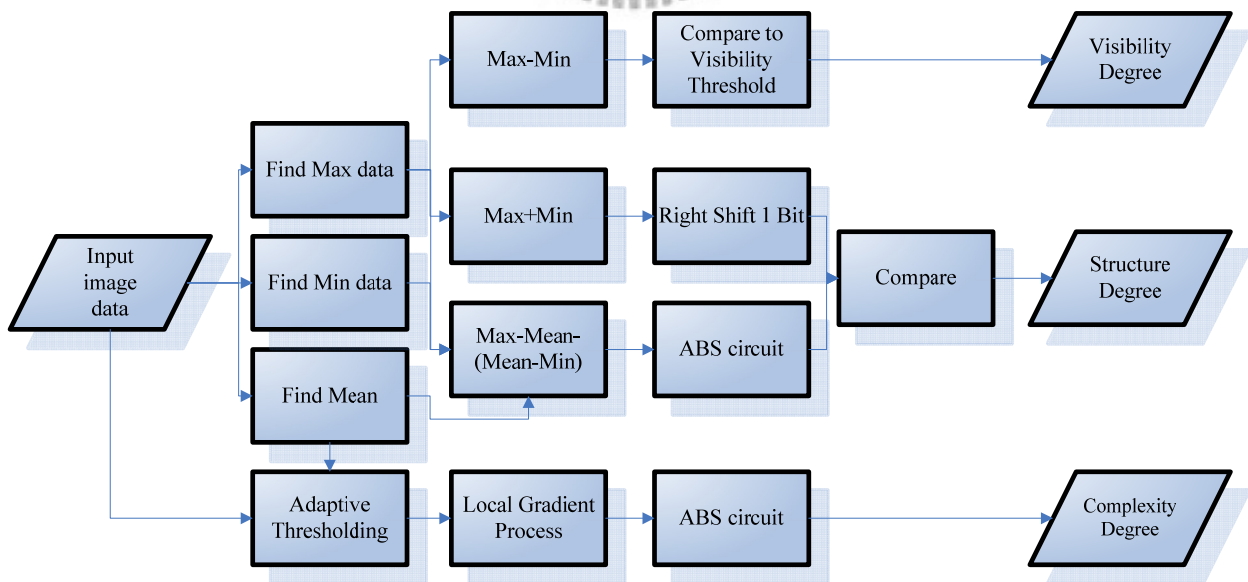 Max-Min
Compare to
Visibility
Threshold
Visibility
Degree
Find Max data
Max+Min
Right Shift 1 Bit
Input
image
data
Find Min data
Compare
Structure
Degree
Max-Mean-
(Mean-Min)
ABS circuit
Find Mean
Adaptive
Thresholding
Local Gradient
Process
ABS circuit
Complexity
Degree